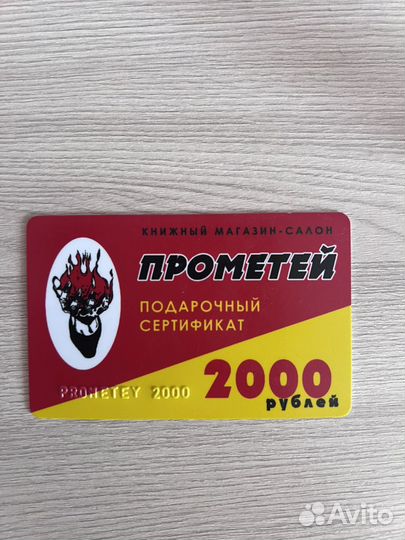 КНИЖНЫЙ МАГАЗИН-САЛОН
ПРОМЕТЕЙ
ПОДАРОЧНЫЙ
СЕРТИФИКАТ
PROMETEY 2000
2000
рублей
Avito